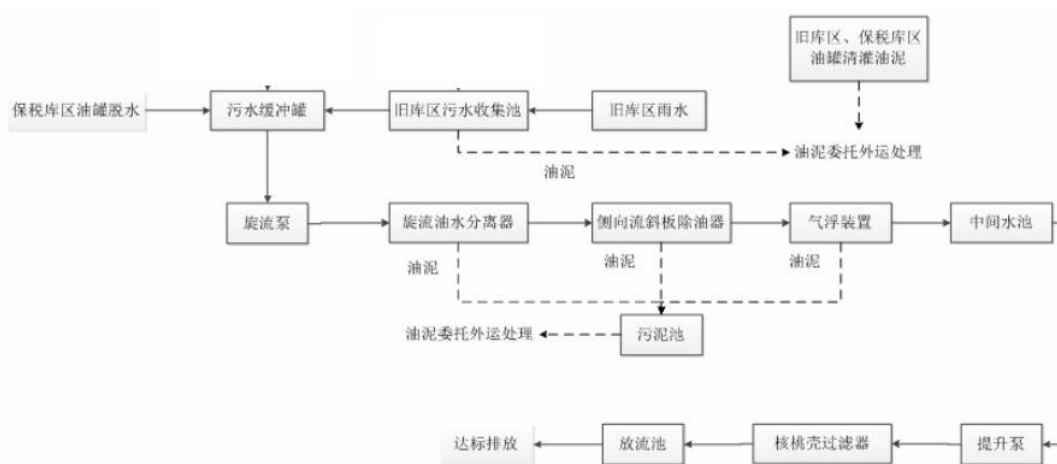 旧库区、保税库区
油罐清灌油泥
保税库区油罐脱水
污水缓冲罐
旧库区污水收集池
旧库区雨水
油泥委托外运处理
油泥
旋流泵
旋流油水分离器
侧向流斜板除油器
气浮装置
中间水池
油泥
油泥
油泥
油泥委托外运处理
污泥池
达标排放
放流池
核桃壳过滤器
提升泵